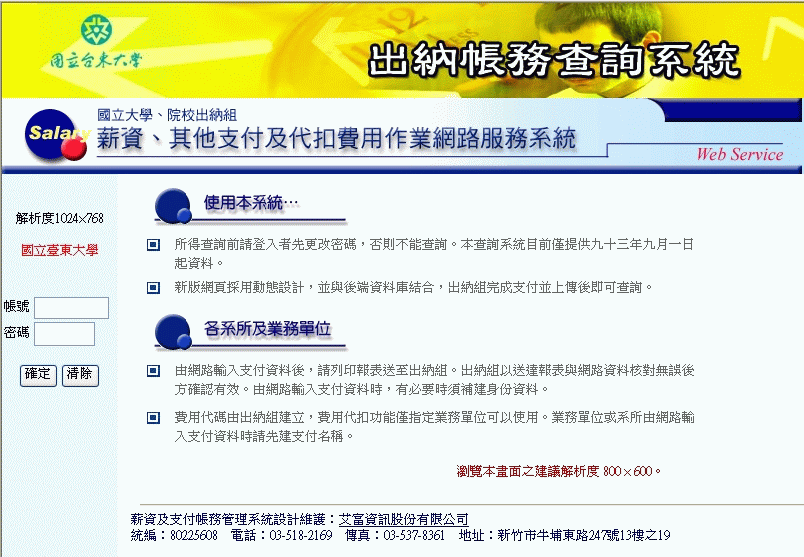 國立台東大學
出納帳務查詢系統
國立大學、院校出納組
Salary
薪資、其他支付及代扣費用作業網路服務系統
Web Service
解析度1024×768
國立臺東大學
帳號
密碼
確定 清除
使用本系統…
所得查詢前請登入者先更改密碼，否則不能查詢。本查詢系統目前僅提供九十三年九月一日
起資料。
新版網頁採用動態設計，並與後端資料庫結合，出納組完成支付並上傳後即可查詢。
各系所及業務單位
由網路輸入支付資料後，請列印報表送至出納組。出納組以送達報表與網路資料核對無誤後
方確認有效。由網路輸入支付資料時，有必要時須補建身份資料。
費用代碼由出納組建立，費用代扣功能僅指定業務單位可以使用。業務單位或系所由網路輸
入支付資料時請先建支付名稱。
瀏覽本畫面之建議解析度 800×600。
薪資及支付帳務管理系統設計維護：艾富資訊股份有限公司
統編：80225608 電話：03-518-2169 傳真：03-537-8361 地址：新竹市牛埔東路247號13樓之19